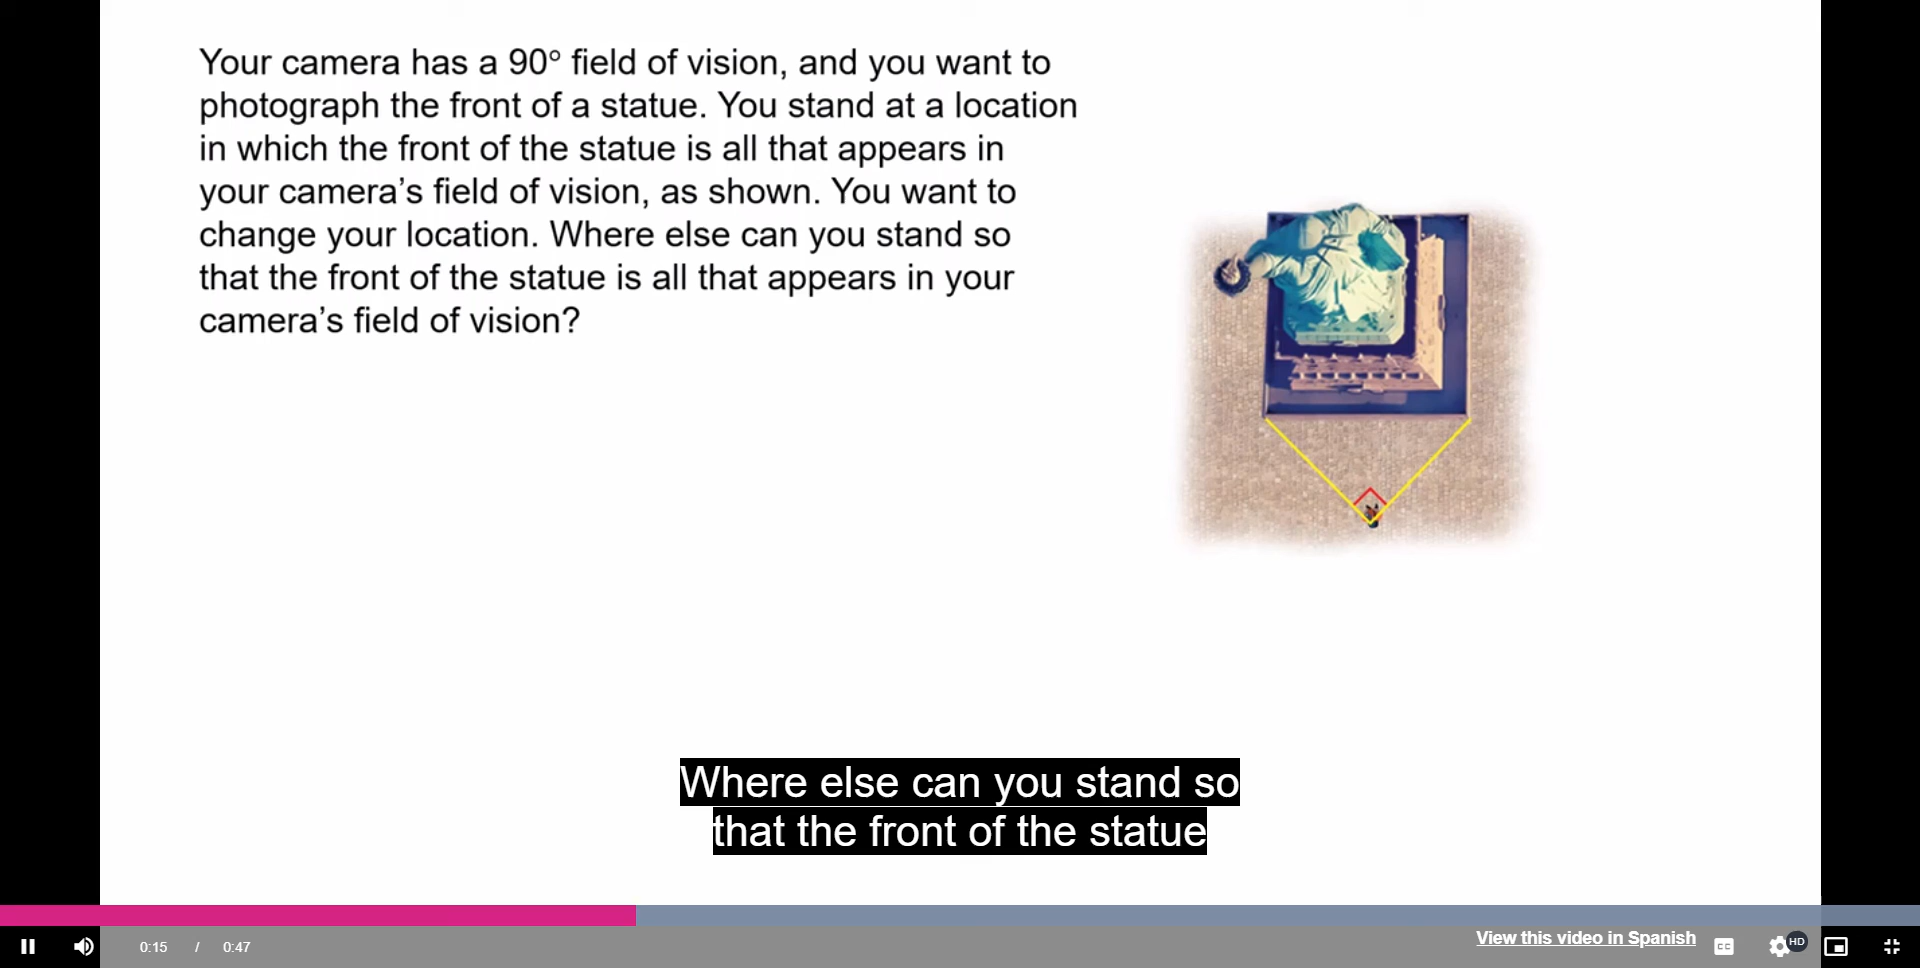 Your camera has a 90° field of vision, and you want to
photograph the front of a statue. You stand at a location
in which the front of the statue is all that appears in
your camera’s field of vision, as shown. You want to
change your location. Where else can you stand so
that the front of the statue is all that appears in your
camera’s field of vision?
Where else can you stand so
that the front of the statue
0:15 / 0:47
View this video in Spanish
CC
HD